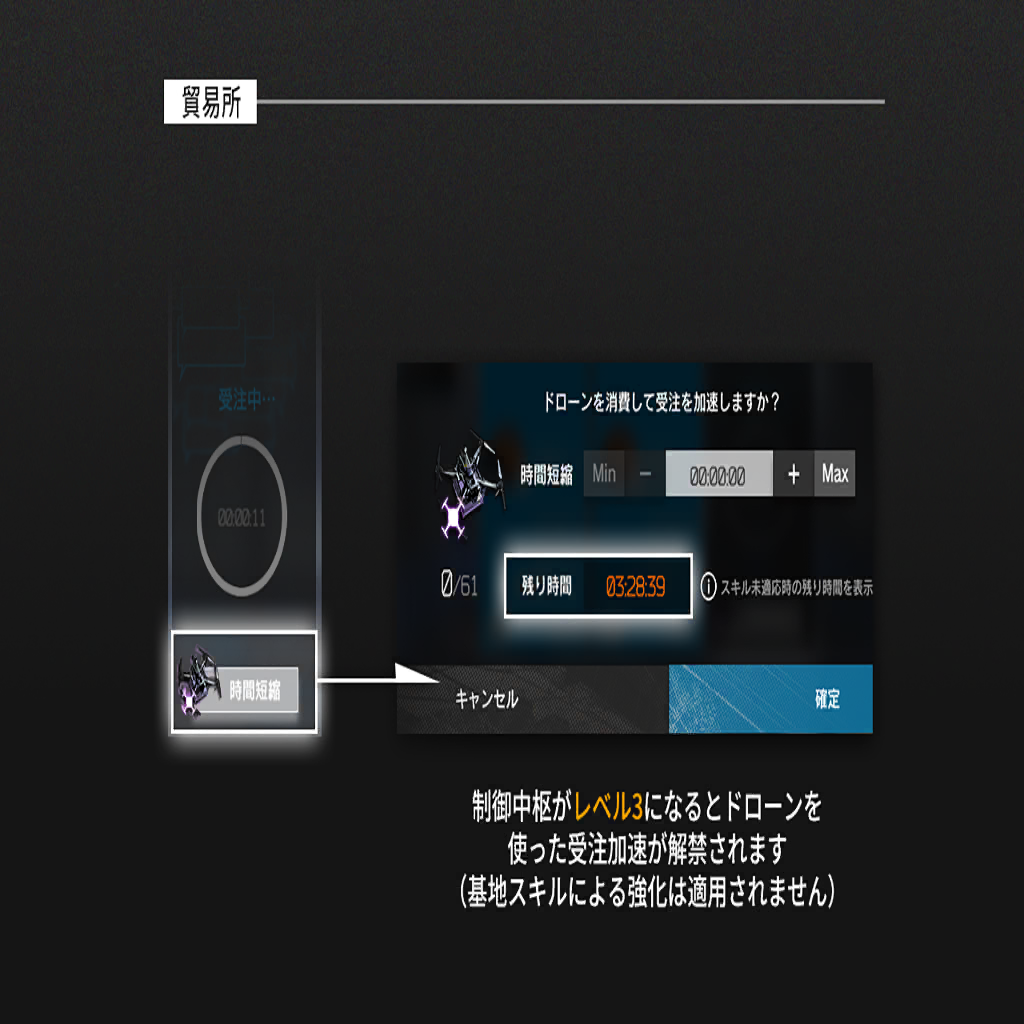 貿易所
受注中…
00:00:11
時間短縮
ドローンを消費して受注を加速しますか？
時間短縮 Min − 00:00:00 + Max
0/61 残り時間 03:28:39 スキル未適応時の残り時間を表示
キャンセル 確定
制御中枢がレベル3になるとドローンを
使った受注加速が解禁されます
（基地スキルによる強化は適用されません）